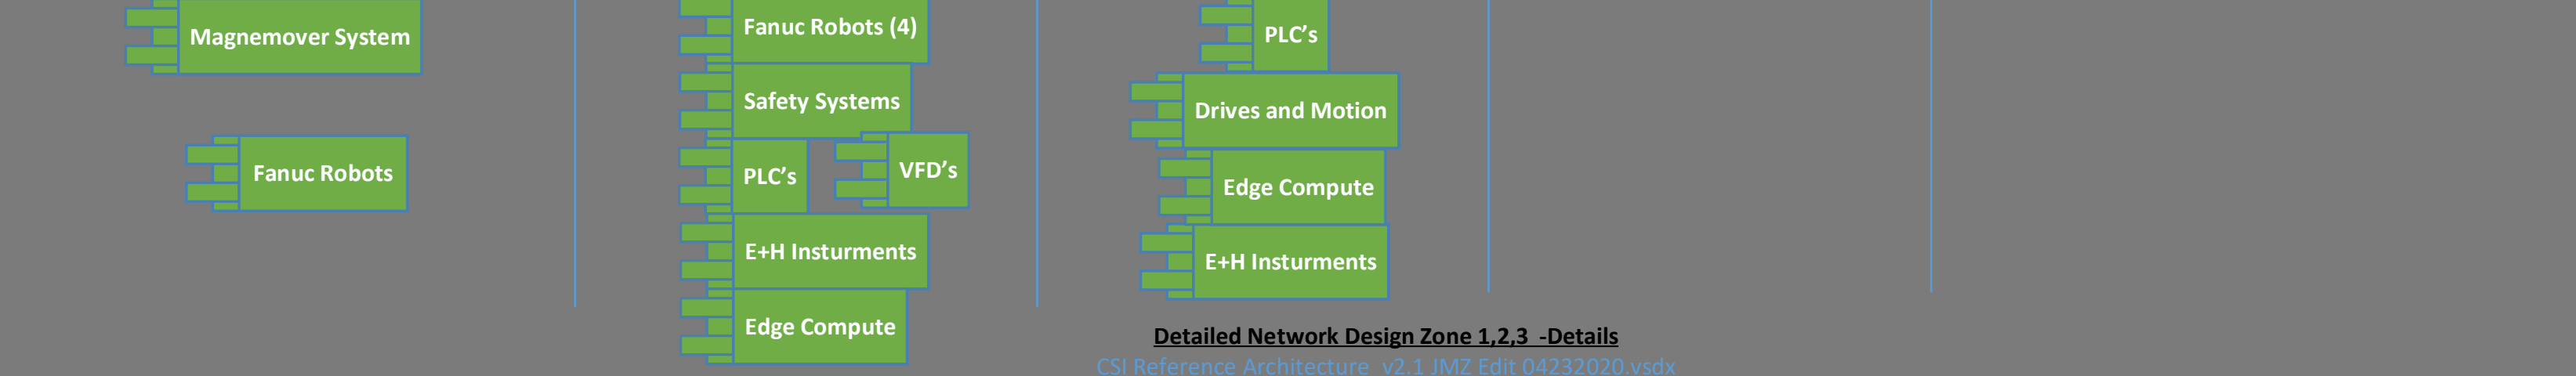 Magnemover System
Fanuc Robots
Fanuc Robots (4)
Safety Systems
PLC’s
VFD’s
E+H Insturments
Edge Compute
PLC’s
Drives and Motion
Edge Compute
E+H Insturments
Detailed Network Design Zone 1,2,3 -Details
CSI Reference Architecture v2.1 JMZ Edit 04232020.vsdx